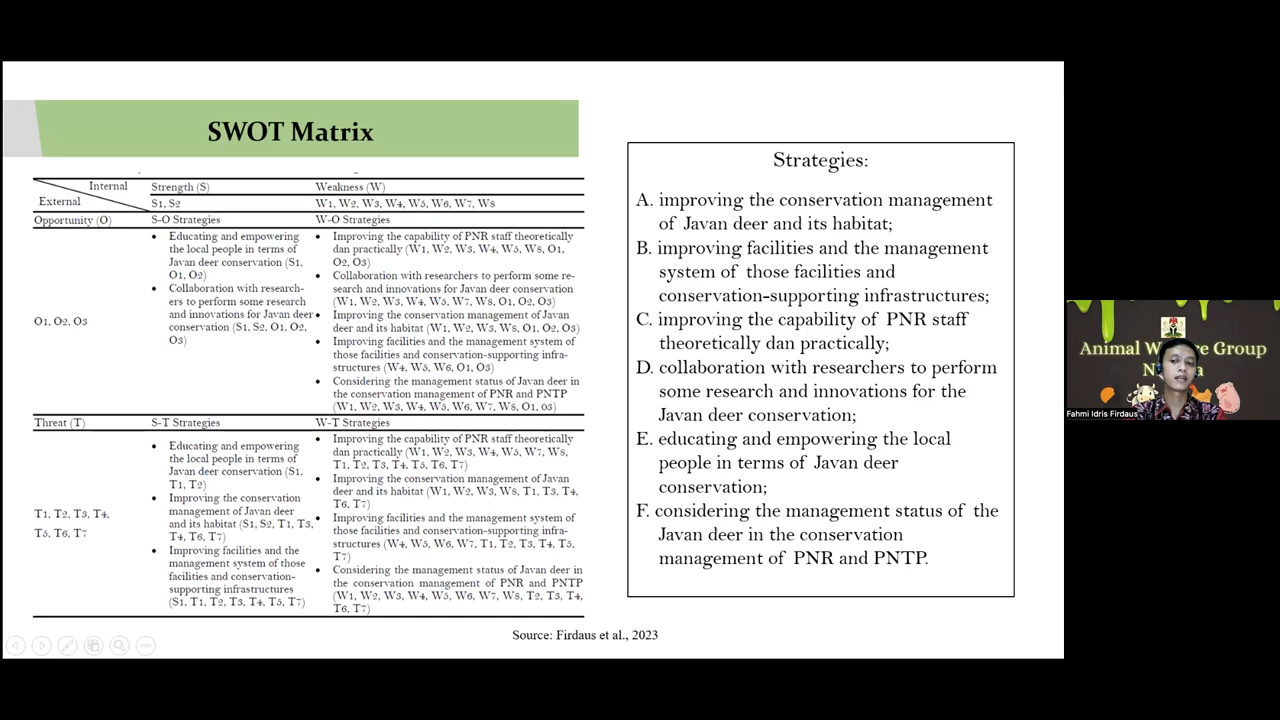 SWOT Matrix
Internal
External
Strength (S)
Weakness (W)
S1, S2
W1, W2, W3, W4, W5, W6, W7, W8
Opportunity (O)
S-O Strategies
W-O Strategies
O1, O2, O3
• Educating and empowering
the local people in terms of
Javan deer conservation (S1,
O1, O2)
• Collaboration with research-
ers to perform some research
and innovations for Javan deer
conservation (S1, S2, O1, O2,
O3)
• Improving the capability of PNR staff theoretically
dan practically (W1, W2, W3, W4, W5, W8, O1,
O2, O3)
• Collaboration with researchers to perform some re-
search and innovations for Javan deer conservation
(W1, W2, W3, W4, W5, W7, W8, O1, O2, O3)
• Improving the conservation management of Javan
deer and its habitat (W1, W2, W3, W8, O1, O2, O3)
• Improving facilities and the management system of
those facilities and conservation-supporting infra-
structures (W4, W5, W6, O1, O3)
• Considering the management status of Javan deer in
the conservation management of PNR and PNTP
(W1, W2, W3, W4, W5, W6, W7, W8, O1, o3)
Threat (T)
S-T Strategies
W-T Strategies
T1, T2, T3, T4,
T5, T6, T7
• Educating and empowering
the local people in terms of
Javan deer conservation (S1,
T1, T2)
• Improving the conservation
management of Javan deer
and its habitat (S1, S2, T1, T3,
T4, T6, T7)
• Improving facilities and the
management system of those
facilities and conservation-
supporting infrastructures
(S1, T1, T2, T3, T4, T5, T7)
• Improving the capability of PNR staff theoretically
dan practically (W1, W2, W3, W4, W5, W7, W8,
T1, T2, T3, T4, T5, T6, T7)
• Improving the conservation management of Javan
deer and its habitat (W1, W2, W3, W8, T1, T3, T4,
T6, T7)
• Improving facilities and the management system of
those facilities and conservation-supporting infra-
structures (W4, W5, W6, W7, T1, T2, T3, T4, T5,
T7)
• Considering the management status of Javan deer in
the conservation management of PNR and PNTP
(W1, W2, W3, W4, W5, W6, W7, W8, T2, T3, T4,
T6, T7)
Strategies:
A. improving the conservation management
of Javan deer and its habitat;
B. improving facilities and the management
system of those facilities and
conservation-supporting infrastructures;
C. improving the capability of PNR staff
theoretically dan practically;
D. collaboration with researchers to perform
some research and innovations for the
Javan deer conservation;
E. educating and empowering the local
people in terms of Javan deer
conservation;
F. considering the management status of the
Javan deer in the conservation
management of PNR and PNTP.
Source: Firdaus et al., 2023
Animal Group
Fahmi Idris Firdaus